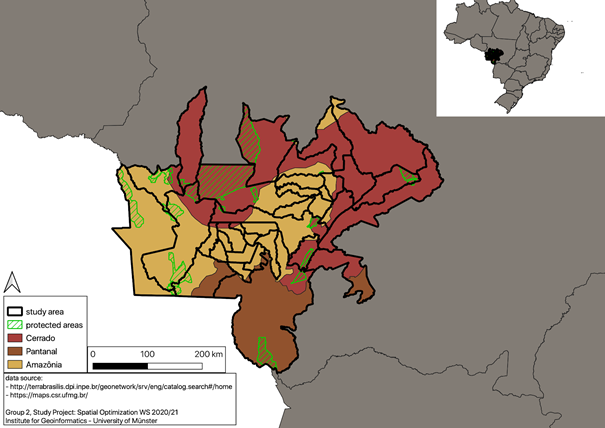 study area
protected areas
Cerrado
Pantanal
Amazônia
0 100 200 km
data source:
- http://terrabrasilis.dpi.inpe.br/geonetwork/srv/eng/catalog.search#/home
- https://maps.csr.ufmg.br/
Group 2, Study Project: Spatial Optimization WS 2020/21
Institute for Geoinformatics - University of Münster